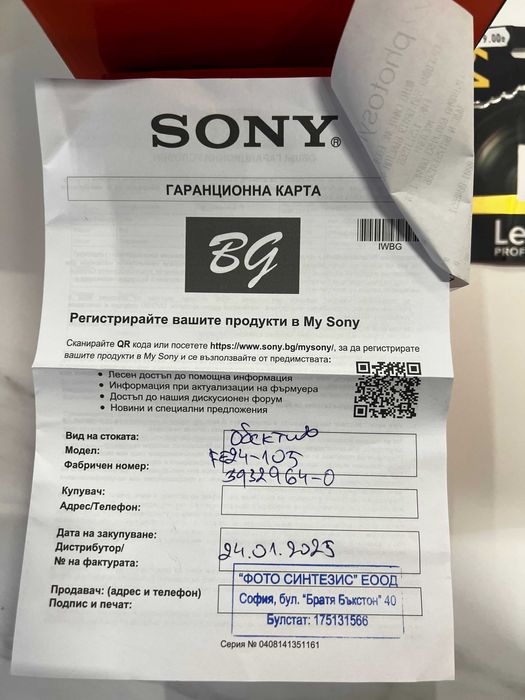 SONY®
ГАРАНЦИОННА КАРТА
BG
IWBG
Регистрирайте вашите продукти в My Sony
Сканирайте QR кода или посетете https://www.sony.bg/mysony/, за да регистрирате
вашите продукти в My Sony и се възползвайте от предимствата:
• Лесен достъп до помощна информация
• Информация при актуализации на фърмуера
• Достъп до нашия дискусионен форум
• Новини и специални предложения
Вид на стоката: Обектив
Модел: FE24-105
Фабричен номер: 3932964-0
Купувач:
Адрес/Телефон:
Дата на закупуване:
Дистрибутор/ 24.01.2025
№ на фактурата:
Продавач: (адрес и телефон)
Подпис и печат:
"ФОТО СИНТЕЗИС" ЕООД
София, бул. "Братя Бъкстон" 40
Булстат: 175131566
Серия № 0408141351161
9.00€
Le
PROF